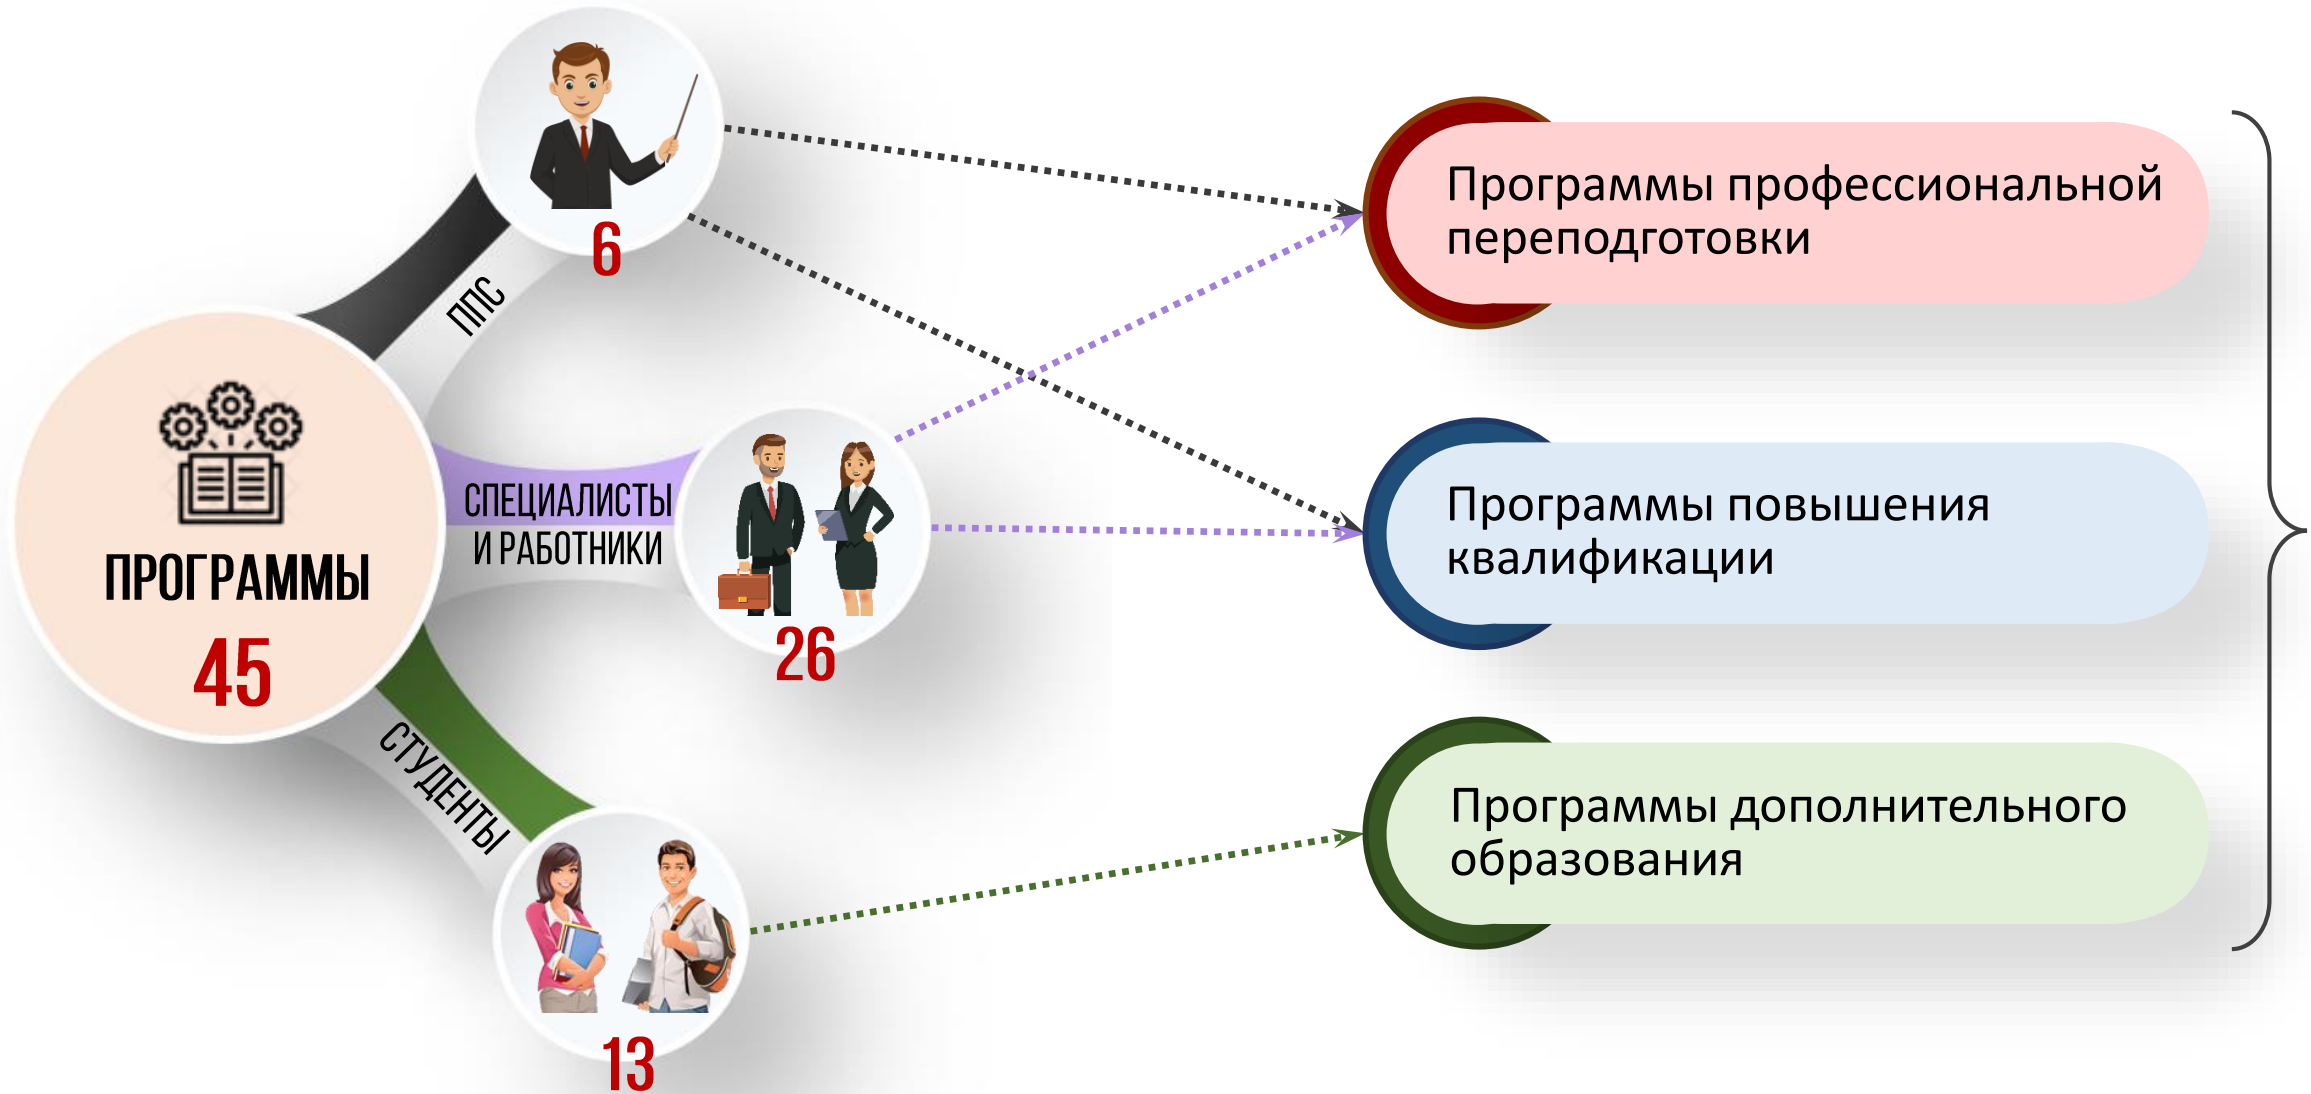 6
ППС
ПРОГРАММЫ
45
СПЕЦИАЛИСТЫ
И РАБОТНИКИ
26
СТУДЕНТЫ
13
Программы профессиональной
переподготовки
Программы повышения
квалификации
Программы дополнительного
образования